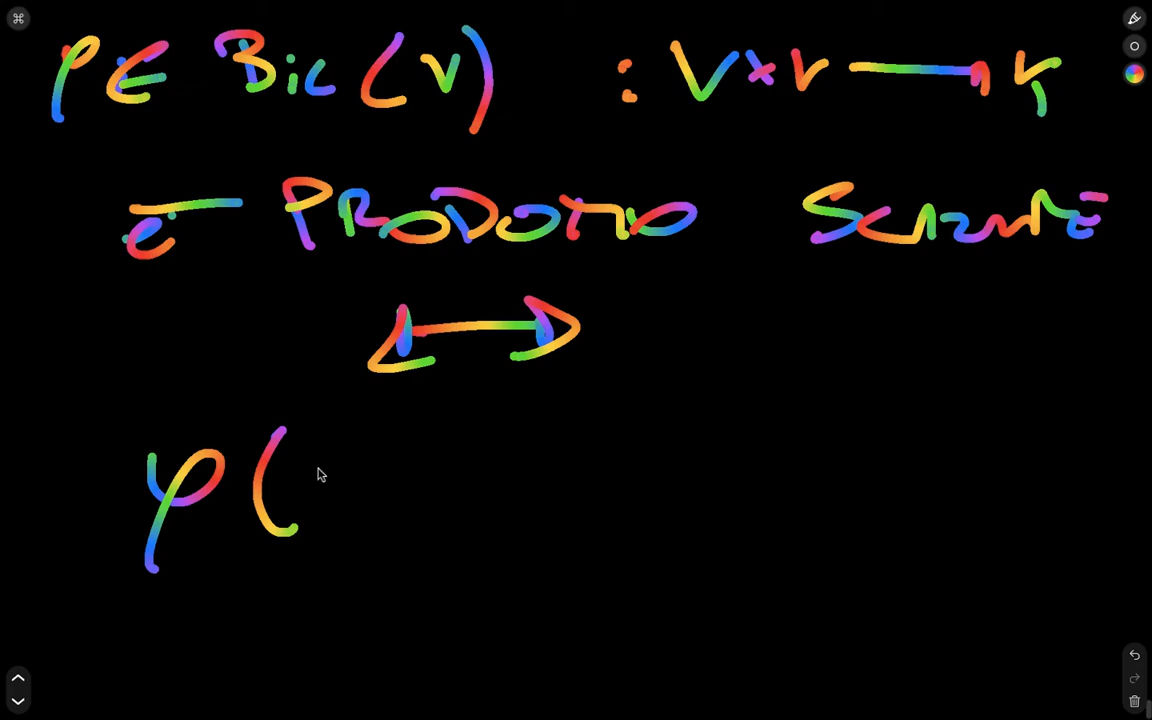 φ ∈ Bil (V) : V × V → K
è PRODOTTO SCALARE
⟺
φ (